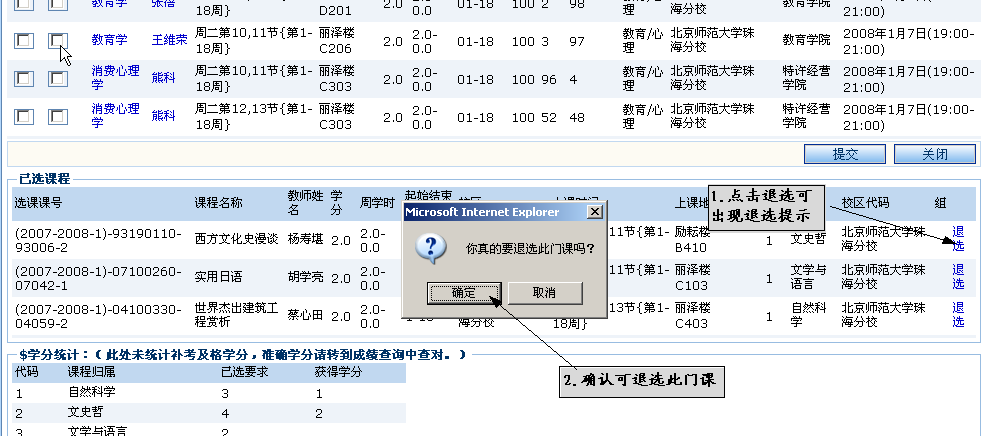 教育学 张蓓 -18周} D201 2.0 0.0 01-18 100 2 98 理 海分校 教育学院 21:00)
教育学 王维荣 周二第10,11节{第1- 丽泽楼 2.0 2.0- 01-18 100 3 97 教育/心 北京师范大学珠 教育学院 2008年1月7日(19:00-
18周} C206 0.0 理 海分校 21:00)
消费心理 熊科 周二第10,11节{第1- 丽泽楼 2.0 2.0- 01-18 100 96 4 教育/心 北京师范大学珠 特许经营 2008年1月7日(19:00-
学 18周} C303 0.0 理 海分校 学院 21:00)
消费心理 熊科 周二第12,13节{第1- 丽泽楼 2.0 2.0- 01-18 100 52 48 教育/心 北京师范大学珠 特许经营 2008年1月7日(19:00-
学 18周} C303 0.0 理 海分校 学院 21:00)
提交 关闭
已选课程
选课课号 课程名称 教师姓 学 周学时 起始结束 校区 上课时间 上课地 校区代码 组
名 分
1.点击退选可
出现退选提示
(2007-2008-1)-93190110- 西方文化史漫谈 杨寿堪 2.0 2.0- 11节{第1- 励耘楼 1 文史哲 北京师范大学珠 退
93006-2 0.0 B410 海分校 选
(2007-2008-1)-07100260- 实用日语 胡学亮 2.0 2.0- 11节{第1- 丽泽楼 1 文学与 北京师范大学珠 退
07042-1 0.0 C103 语言 海分校 选
(2007-2008-1)-04100330- 世界杰出建筑工 蔡心田 2.0 2.0- 13节{第1- 丽泽楼 1 自然科 北京师范大学珠 退
04059-2 程赏析 0.0 1-18 海分校 18周} C403 学 海分校 选
Microsoft Internet Explorer
你真的要退选此门课吗?
确定 取消
2.确认可退选此门课
$学分统计:(此处未统计补考及格学分,准确学分请转到成绩查询中查对。)
代码 课程归属 已选要求 获得学分
1 自然科学 3 1
2 文史哲 4 2
3 文学与语言 2